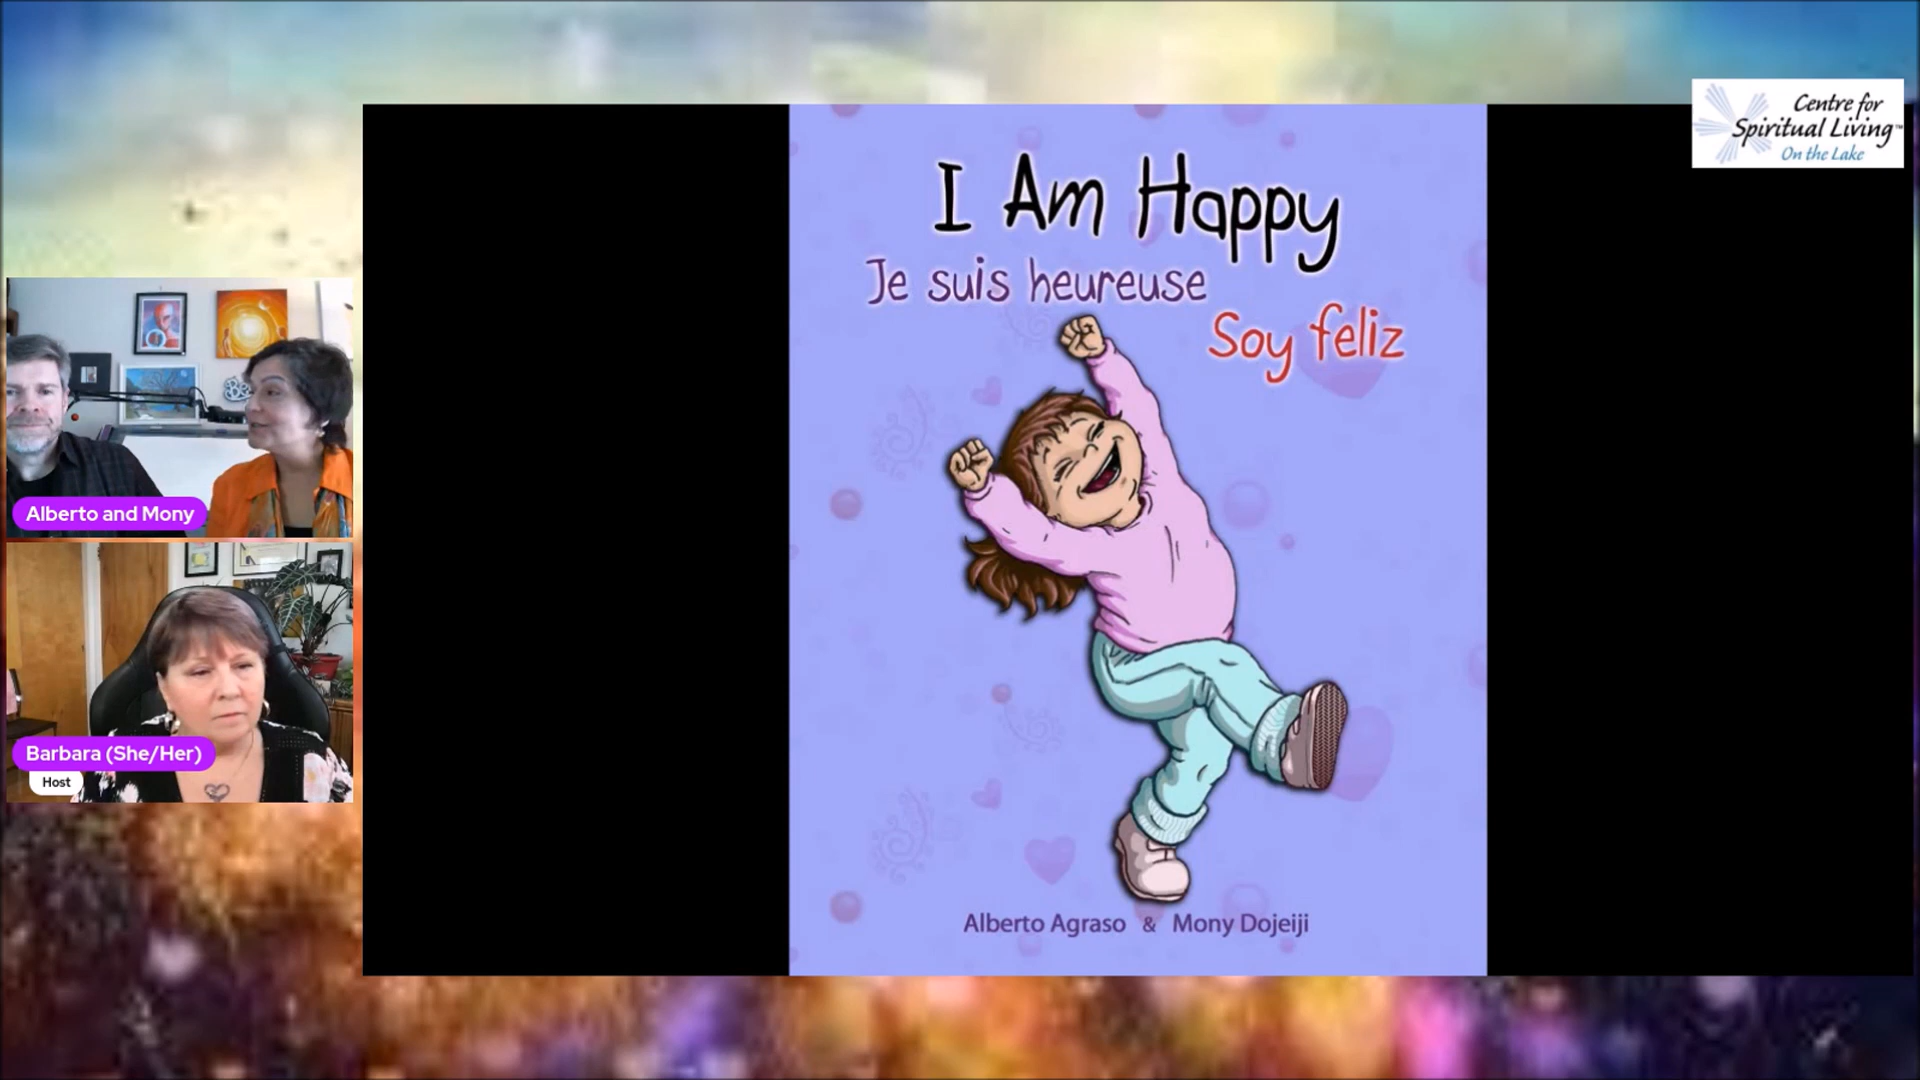 Centre for
Spiritual Living™
On the Lake
I Am Happy
Je suis heureuse
Soy feliz
Alberto and Mony
Barbara (She/Her)
Host
Alberto Agraso & Mony Dojeiji